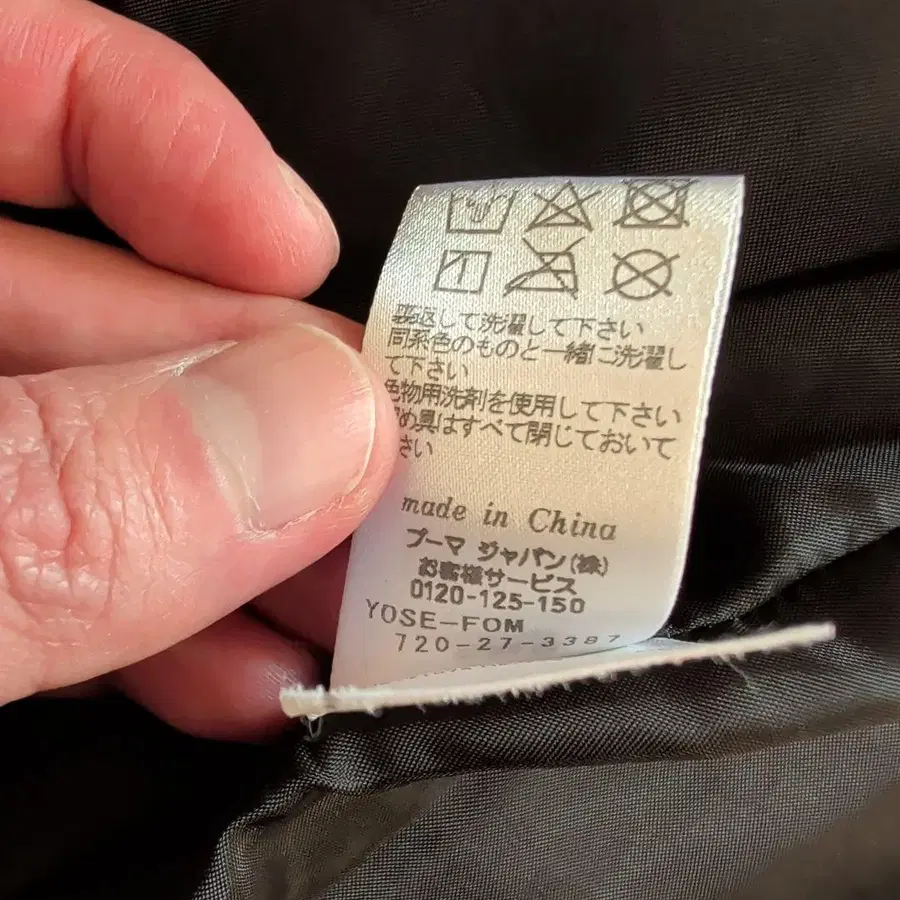 裏返して洗濯して下さい
同系色のものと一緒に洗濯し
て下さい
色物用洗剤を使用して下さい
め具はすべて閉じておいて
さい
made in China
プーマ ジャパン(株)
お客様サービス
0120-125-150
YOSE-FOM
720-27-3387